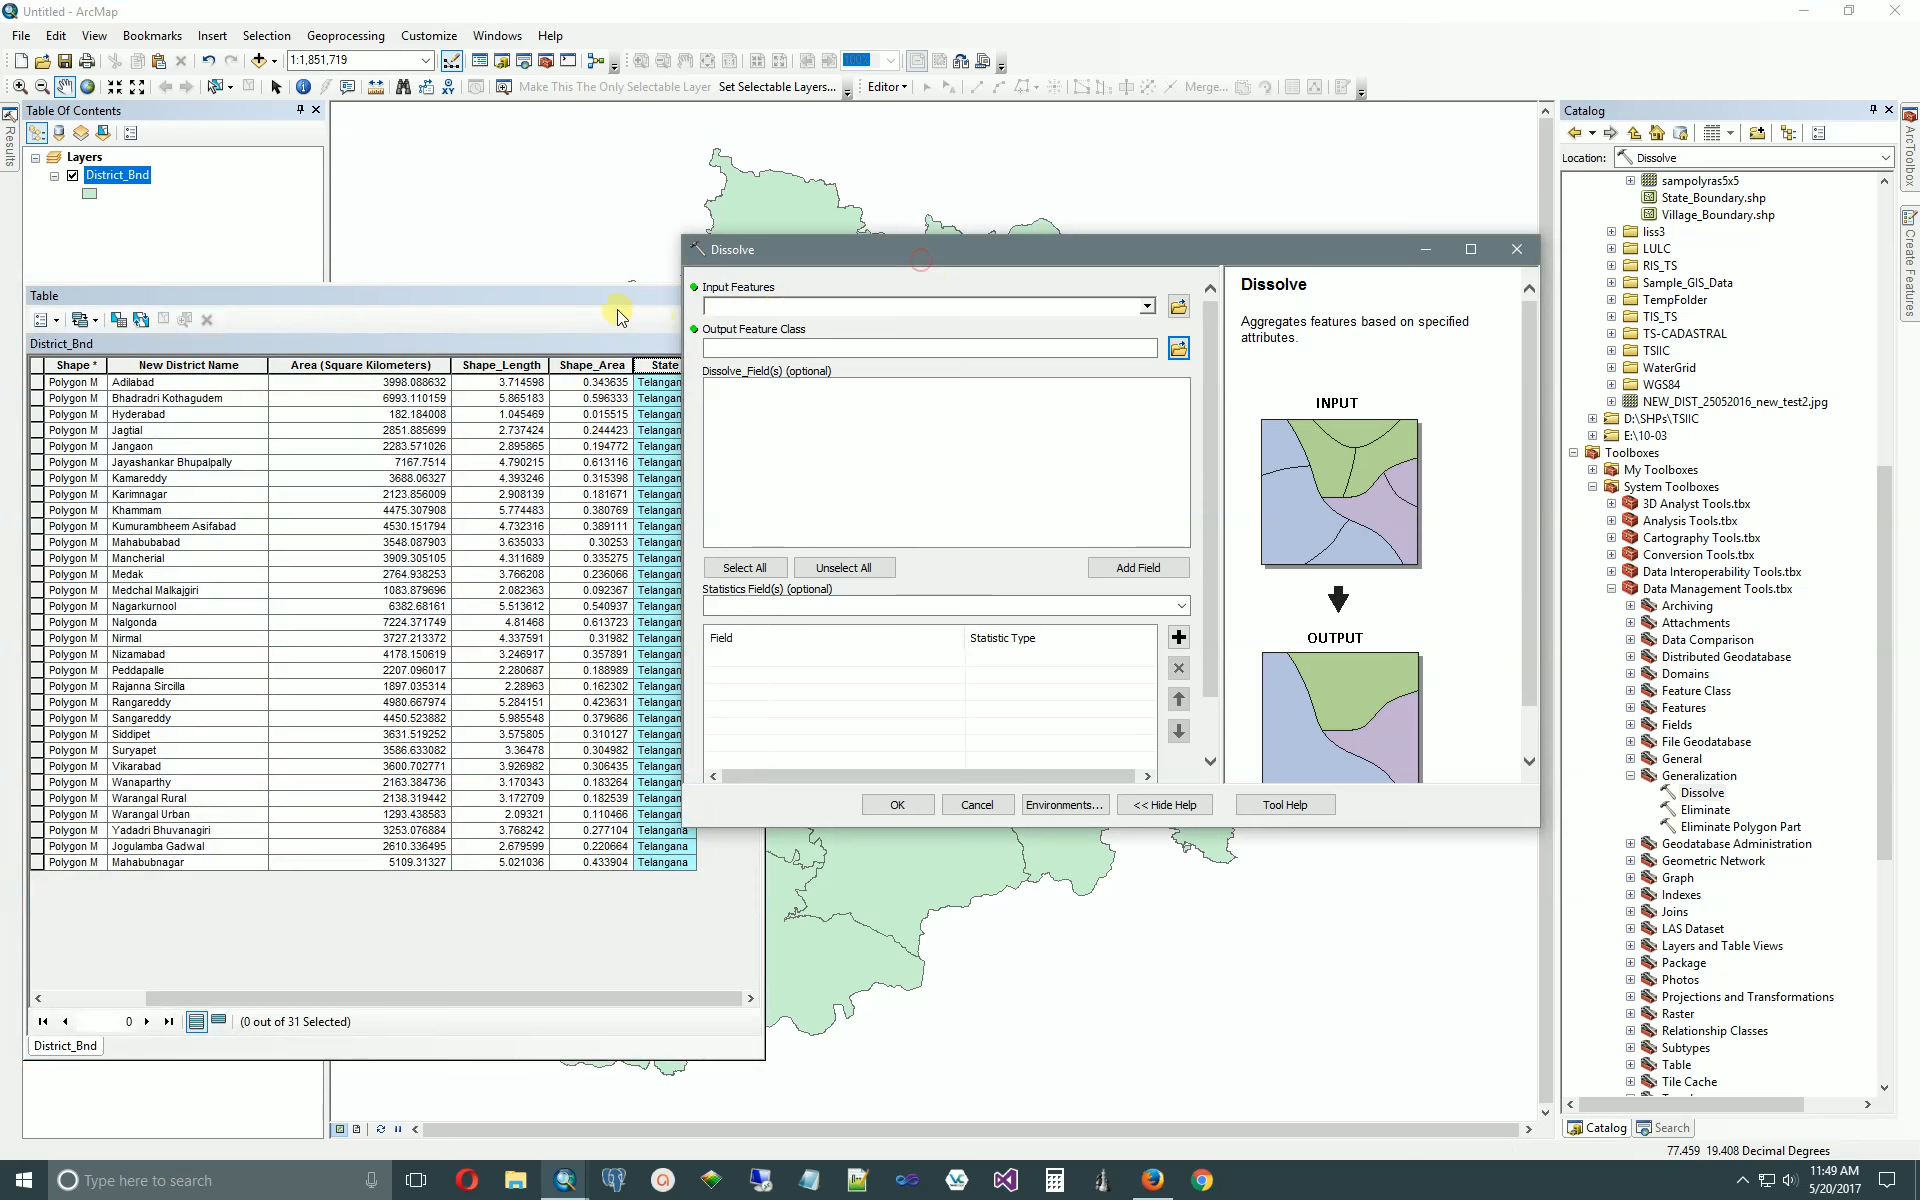 Untitled - ArcMap
File Edit View Bookmarks Insert Selection Geoprocessing Customize Windows Help
1:1,851,719
100%
Make This The Only Selectable Layer Set Selectable Layers... Editor Merge...
Table Of Contents
Layers
District_Bnd
Results
Table
District_Bnd
Shape * New District Name Area (Square Kilometers) Shape_Length Shape_Area State
Polygon M Adilabad 3998.088632 3.714598 0.343635 Telangan
Polygon M Bhadradri Kothagudem 6993.110159 5.865183 0.596333 Telangan
Polygon M Hyderabad 182.184008 1.045469 0.015515 Telangan
Polygon M Jagtial 2851.885699 2.737424 0.244423 Telangan
Polygon M Jangaon 2283.571026 2.895865 0.194772 Telangan
Polygon M Jayashankar Bhupalpally 7167.7514 4.790215 0.613116 Telangan
Polygon M Kamareddy 3688.06327 4.393246 0.315398 Telangan
Polygon M Karimnagar 2123.856009 2.908139 0.181671 Telangan
Polygon M Khammam 4475.307908 5.774483 0.380769 Telangan
Polygon M Kumurambheem Asifabad 4530.151794 4.732316 0.389111 Telangan
Polygon M Mahabubabad 3548.087903 3.635033 0.30253 Telangan
Polygon M Mancherial 3909.305105 4.311689 0.335275 Telangan
Polygon M Medak 2764.938253 3.766208 0.236066 Telangan
Polygon M Medchal Malkajgiri 1083.879696 2.082363 0.092367 Telangan
Polygon M Nagarkurnool 6382.68161 5.513612 0.540937 Telangan
Polygon M Nalgonda 7224.371749 4.81468 0.613723 Telangan
Polygon M Nirmal 3727.213372 4.337591 0.31982 Telangan
Polygon M Nizamabad 4178.150619 3.246917 0.357891 Telangan
Polygon M Peddapalle 2207.096017 2.280687 0.188989 Telangan
Polygon M Rajanna Sircilla 1897.035314 2.28963 0.162302 Telangan
Polygon M Rangareddy 4980.667974 5.284151 0.423631 Telangan
Polygon M Sangareddy 4450.523882 5.985548 0.379686 Telangan
Polygon M Siddipet 3631.519252 3.575805 0.310127 Telangan
Polygon M Suryapet 3586.633082 3.36478 0.304982 Telangan
Polygon M Vikarabad 3600.702771 3.926982 0.306435 Telangan
Polygon M Wanaparthy 2163.384736 3.170343 0.183264 Telangan
Polygon M Warangal Rural 2138.319442 3.172709 0.182539 Telangan
Polygon M Warangal Urban 1293.438583 2.09321 0.110466 Telangan
Polygon M Yadadri Bhuvanagiri 3253.076884 3.768242 0.277104 Telangana
Polygon M Jogulamba Gadwal 2610.336495 2.679599 0.220664 Telangana
Polygon M Mahabubnagar 5109.31327 5.021036 0.433904 Telangana
0 (0 out of 31 Selected)
District_Bnd
Dissolve
Input Features
Output Feature Class
Dissolve_Field(s) (optional)
Select All Unselect All Add Field
Statistics Field(s) (optional)
Field Statistic Type
OK Cancel Environments... << Hide Help Tool Help
Dissolve
Aggregates features based on specified
attributes.
INPUT
OUTPUT
Catalog
Location: Dissolve
sampolyras5x5
State_Boundary.shp
Village_Boundary.shp
liss3
LULC
RIS_TS
Sample_GIS_Data
TempFolder
TIS_TS
TS-CADASTRAL
TSIIC
WaterGrid
WGS84
NEW_DIST_25052016_new_test2.jpg
D:\SHPs\TSIIC
E:\10-03
Toolboxes
My Toolboxes
System Toolboxes
3D Analyst Tools.tbx
Analysis Tools.tbx
Cartography Tools.tbx
Conversion Tools.tbx
Data Interoperability Tools.tbx
Data Management Tools.tbx
Archiving
Attachments
Data Comparison
Distributed Geodatabase
Domains
Feature Class
Features
Fields
File Geodatabase
General
Generalization
Dissolve
Eliminate
Eliminate Polygon Part
Geodatabase Administration
Geometric Network
Graph
Indexes
Joins
LAS Dataset
Layers and Table Views
Package
Photos
Projections and Transformations
Raster
Relationship Classes
Subtypes
Table
Tile Cache
Catalog Search
ArcToolbox
Create Features
77.459 19.408 Decimal Degrees
Type here to search
11:49 AM
5/20/2017